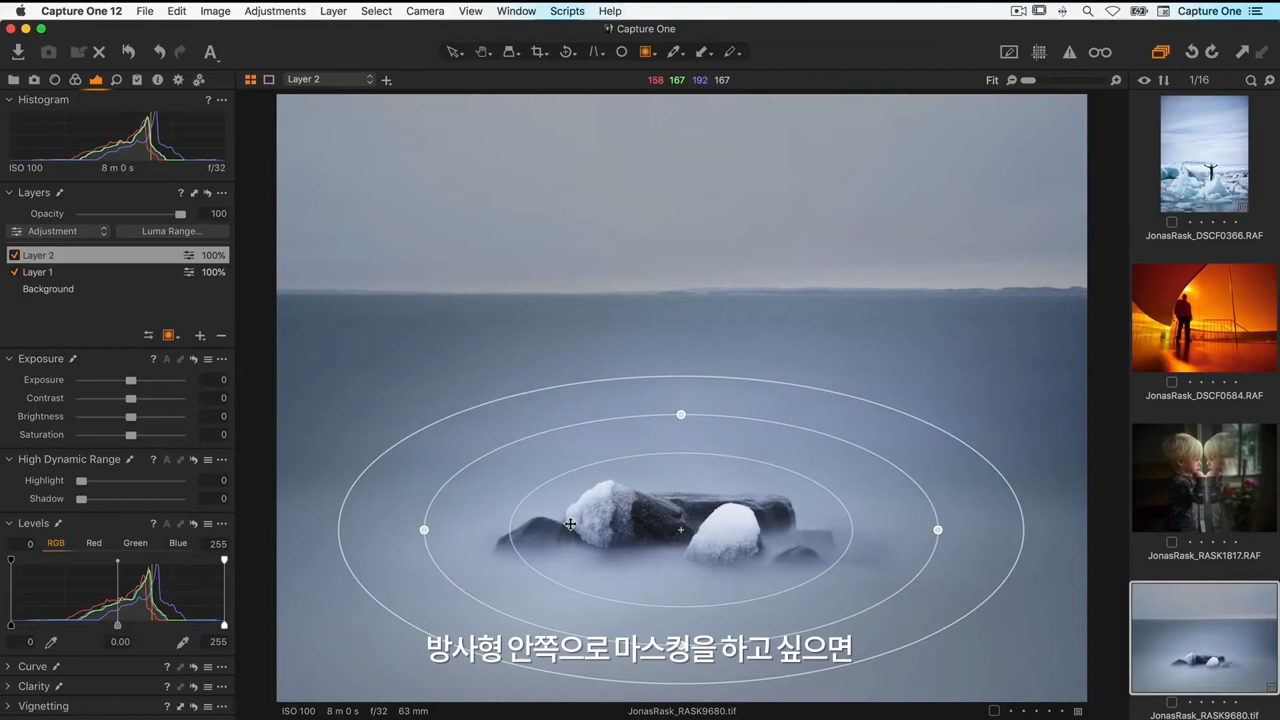 Capture One 12 File Edit Image Adjustments Layer Select Camera View Window Scripts Help Capture One
Capture One
Layer 2
158 167 192 167
Fit
1/16
Histogram ?
ISO 100 8 m 0 s f/32
Layers ?
Opacity 100
Adjustment Luma Range...
Layer 2 100%
Layer 1 100%
Background
Exposure ? A
Exposure 0
Contrast 0
Brightness 0
Saturation 0
High Dynamic Range ? A
Highlight 0
Shadow 0
Levels ? A
0 RGB Red Green Blue 255
0 0.00 255
Curve ?
Clarity ?
Vignetting ?
방사형 안쪽으로 마스킹을 하고 싶으면
ISO 100 8 m 0 s f/32 63 mm JonasRask_RASK9680.tif
JonasRask_DSCF0366.RAF
JonasRask_DSCF0584.RAF
JonasRask_RASK1817.RAF
JonasRask_RASK9680.tif